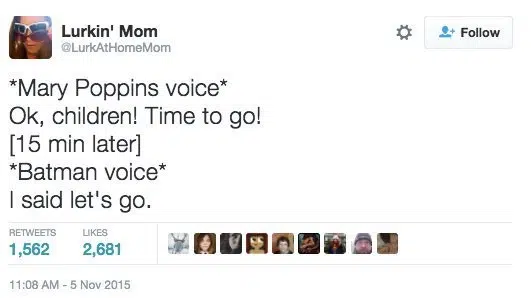 Lurkin' Mom
@LurkAtHomeMom
Follow
*Mary Poppins voice*
Ok, children! Time to go!
[15 min later]
*Batman voice*
I said let's go.
RETWEETS LIKES
1,562 2,681
11:08 AM - 5 Nov 2015